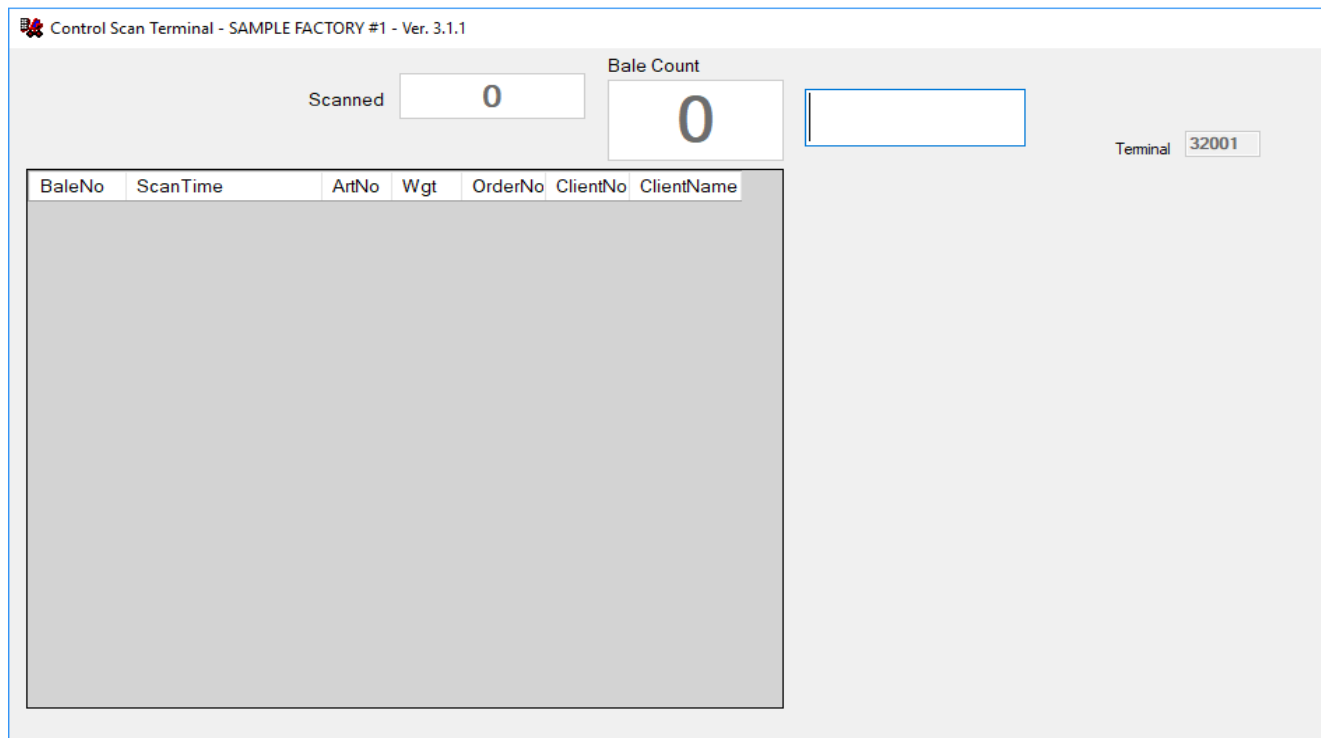 Control Scan Terminal - SAMPLE FACTORY #1 - Ver. 3.1.1
Bale Count
Scanned 0 0
Terminal 32001
BaleNo ScanTime ArtNo Wgt OrderNo ClientNo ClientName